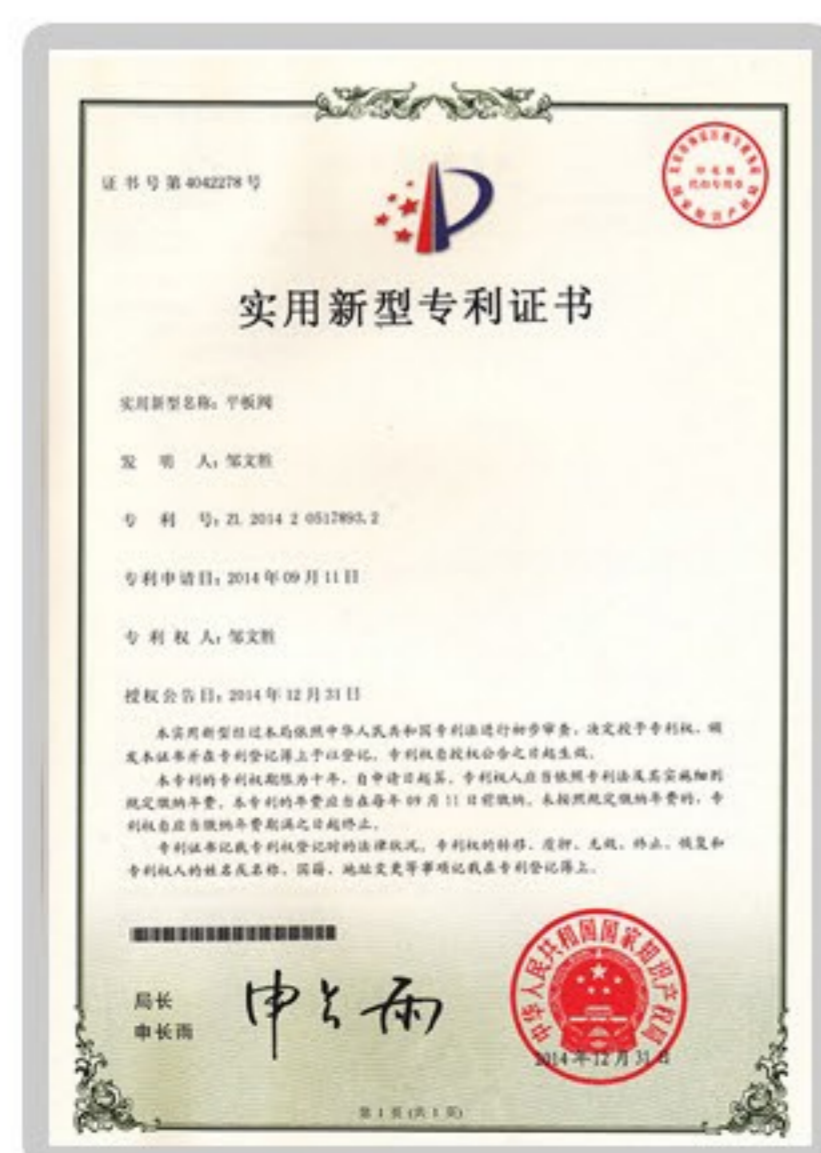 证书号第4042278号
实用新型专利证书
实用新型名称：平板阀
发 明 人：邹文胜
专 利 号：ZL 2014 2 0517893.2
专利申请日：2014年09月11日
专 利 权 人：邹文胜
授权公告日：2014年12月31日
本实用新型经过本局依照中华人民共和国专利法进行初步审查，决定授予专利权，颁
发本证书并在专利登记簿上予以登记。专利权自授权公告之日起生效。
本专利的专利权期限为十年，自申请日起算。专利权人应当依照专利法及其实施细则
规定缴纳年费。本专利的年费应当在每年09月11日前缴纳。未按照规定缴纳年费的，专
利权自应当缴纳年费期满之日起终止。
专利证书记载专利权登记时的法律状况。专利权的转移、质押、无效、终止、恢复和
专利权人的姓名或名称、国籍、地址变更等事项记载在专利登记簿上。
局长
申长雨
申长雨
中华人民共和国国家知识产权局
2014年12月31日
第1页(共1页)